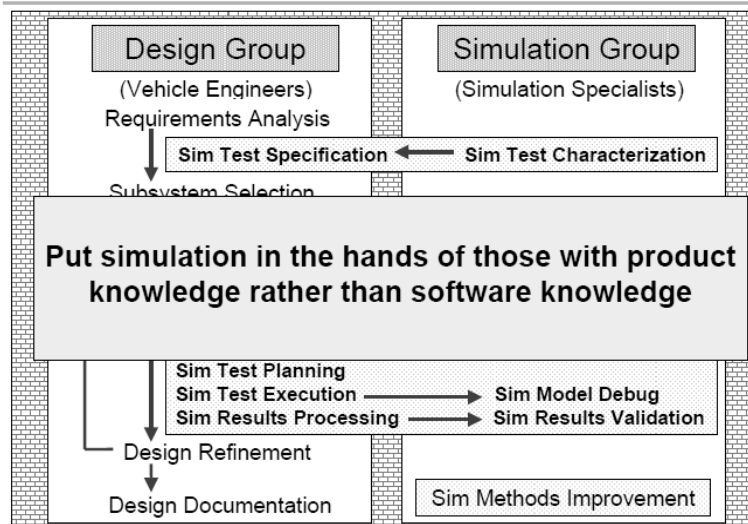 Design Group
Simulation Group
(Vehicle Engineers)
(Simulation Specialists)
Requirements Analysis
Sim Test Specification
Sim Test Characterization
Subsystem Selection
Put simulation in the hands of those with product
knowledge rather than software knowledge
Sim Test Planning
Sim Test Execution
Sim Model Debug
Sim Results Processing
Sim Results Validation
Design Refinement
Design Documentation
Sim Methods Improvement